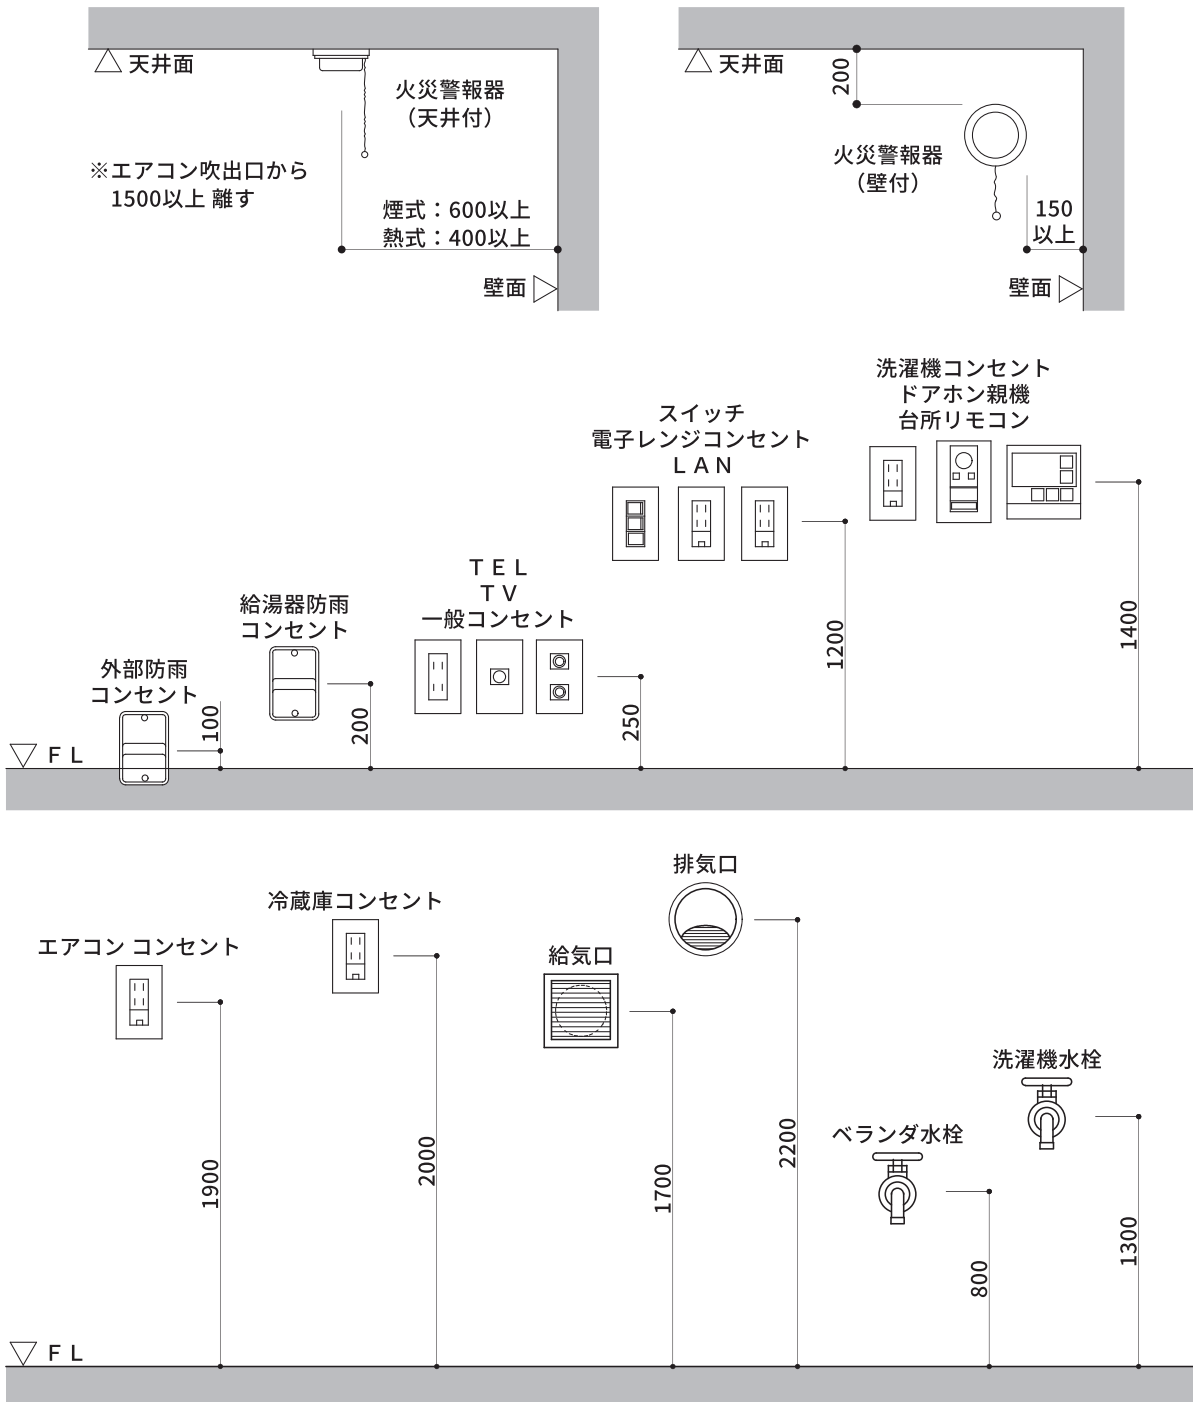 天井面
火災警報器
（天井付）
※エアコン吹出口から
1500以上 離す
煙式：600以上
熱式：400以上
壁面
天井面
200
火災警報器
（壁付）
150
以上
壁面
洗濯機コンセント
ドアホン親機
台所リモコン
1400
スイッチ
電子レンジコンセント
ＬＡＮ
1200
ＴＥＬ
ＴＶ
一般コンセント
250
給湯器防雨
コンセント
200
外部防雨
コンセント
100
ＦＬ
排気口
2200
冷蔵庫コンセント
2000
エアコン コンセント
1900
給気口
1700
洗濯機水栓
1300
ベランダ水栓
800
ＦＬ